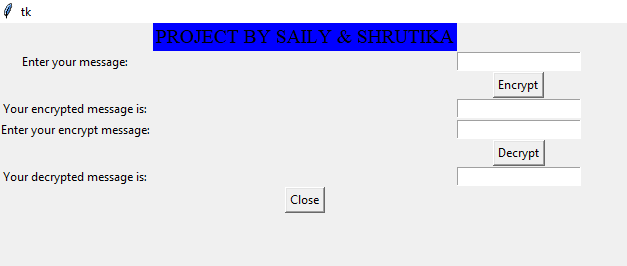 tk
PROJECT BY SAILY & SHRUTIKA
Enter your message:
Encrypt
Your encrypted message is:
Enter your encrypt message:
Decrypt
Your decrypted message is:
Close